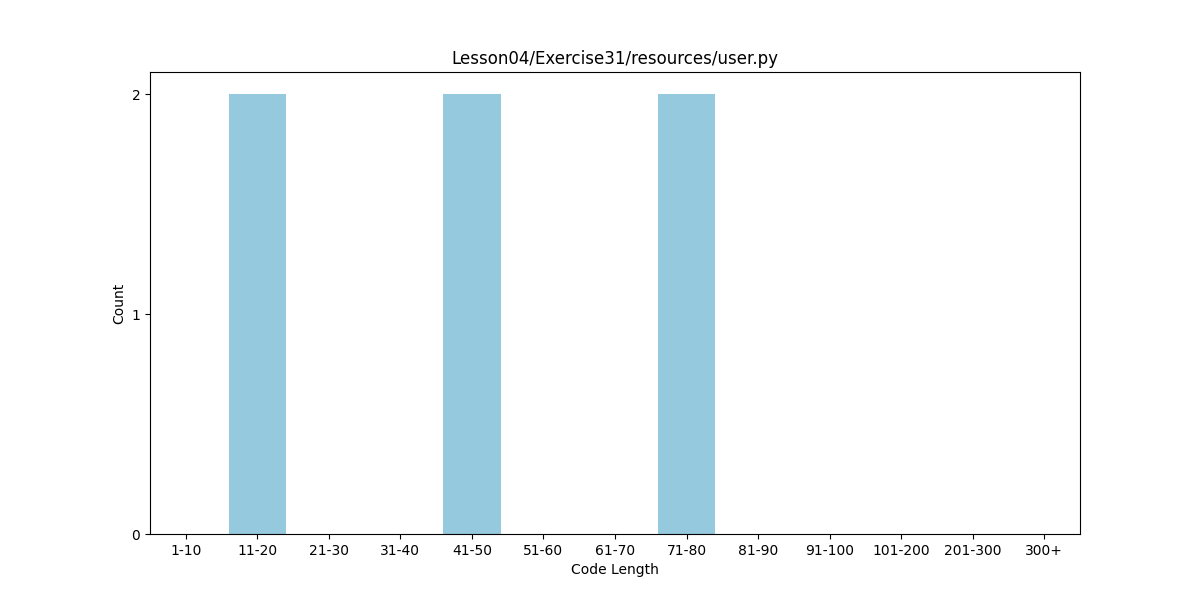 Lesson04/Exercise31/resources/user.py
2
1
0
Count
1-10 11-20 21-30 31-40 41-50 51-60 61-70 71-80 81-90 91-100 101-200 201-300 300+
Code Length